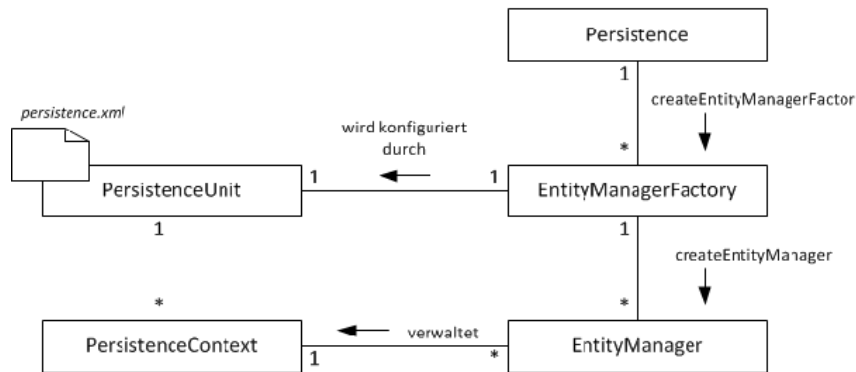 Persistence
1
persistence.xml
createEntityManagerFactor
wird konfiguriert
durch
*
PersistenceUnit
1
1
EntityManagerFactory
1
1
createEntityManager
*
*
PersistenceContext
verwaltet
EntityManager
1
*